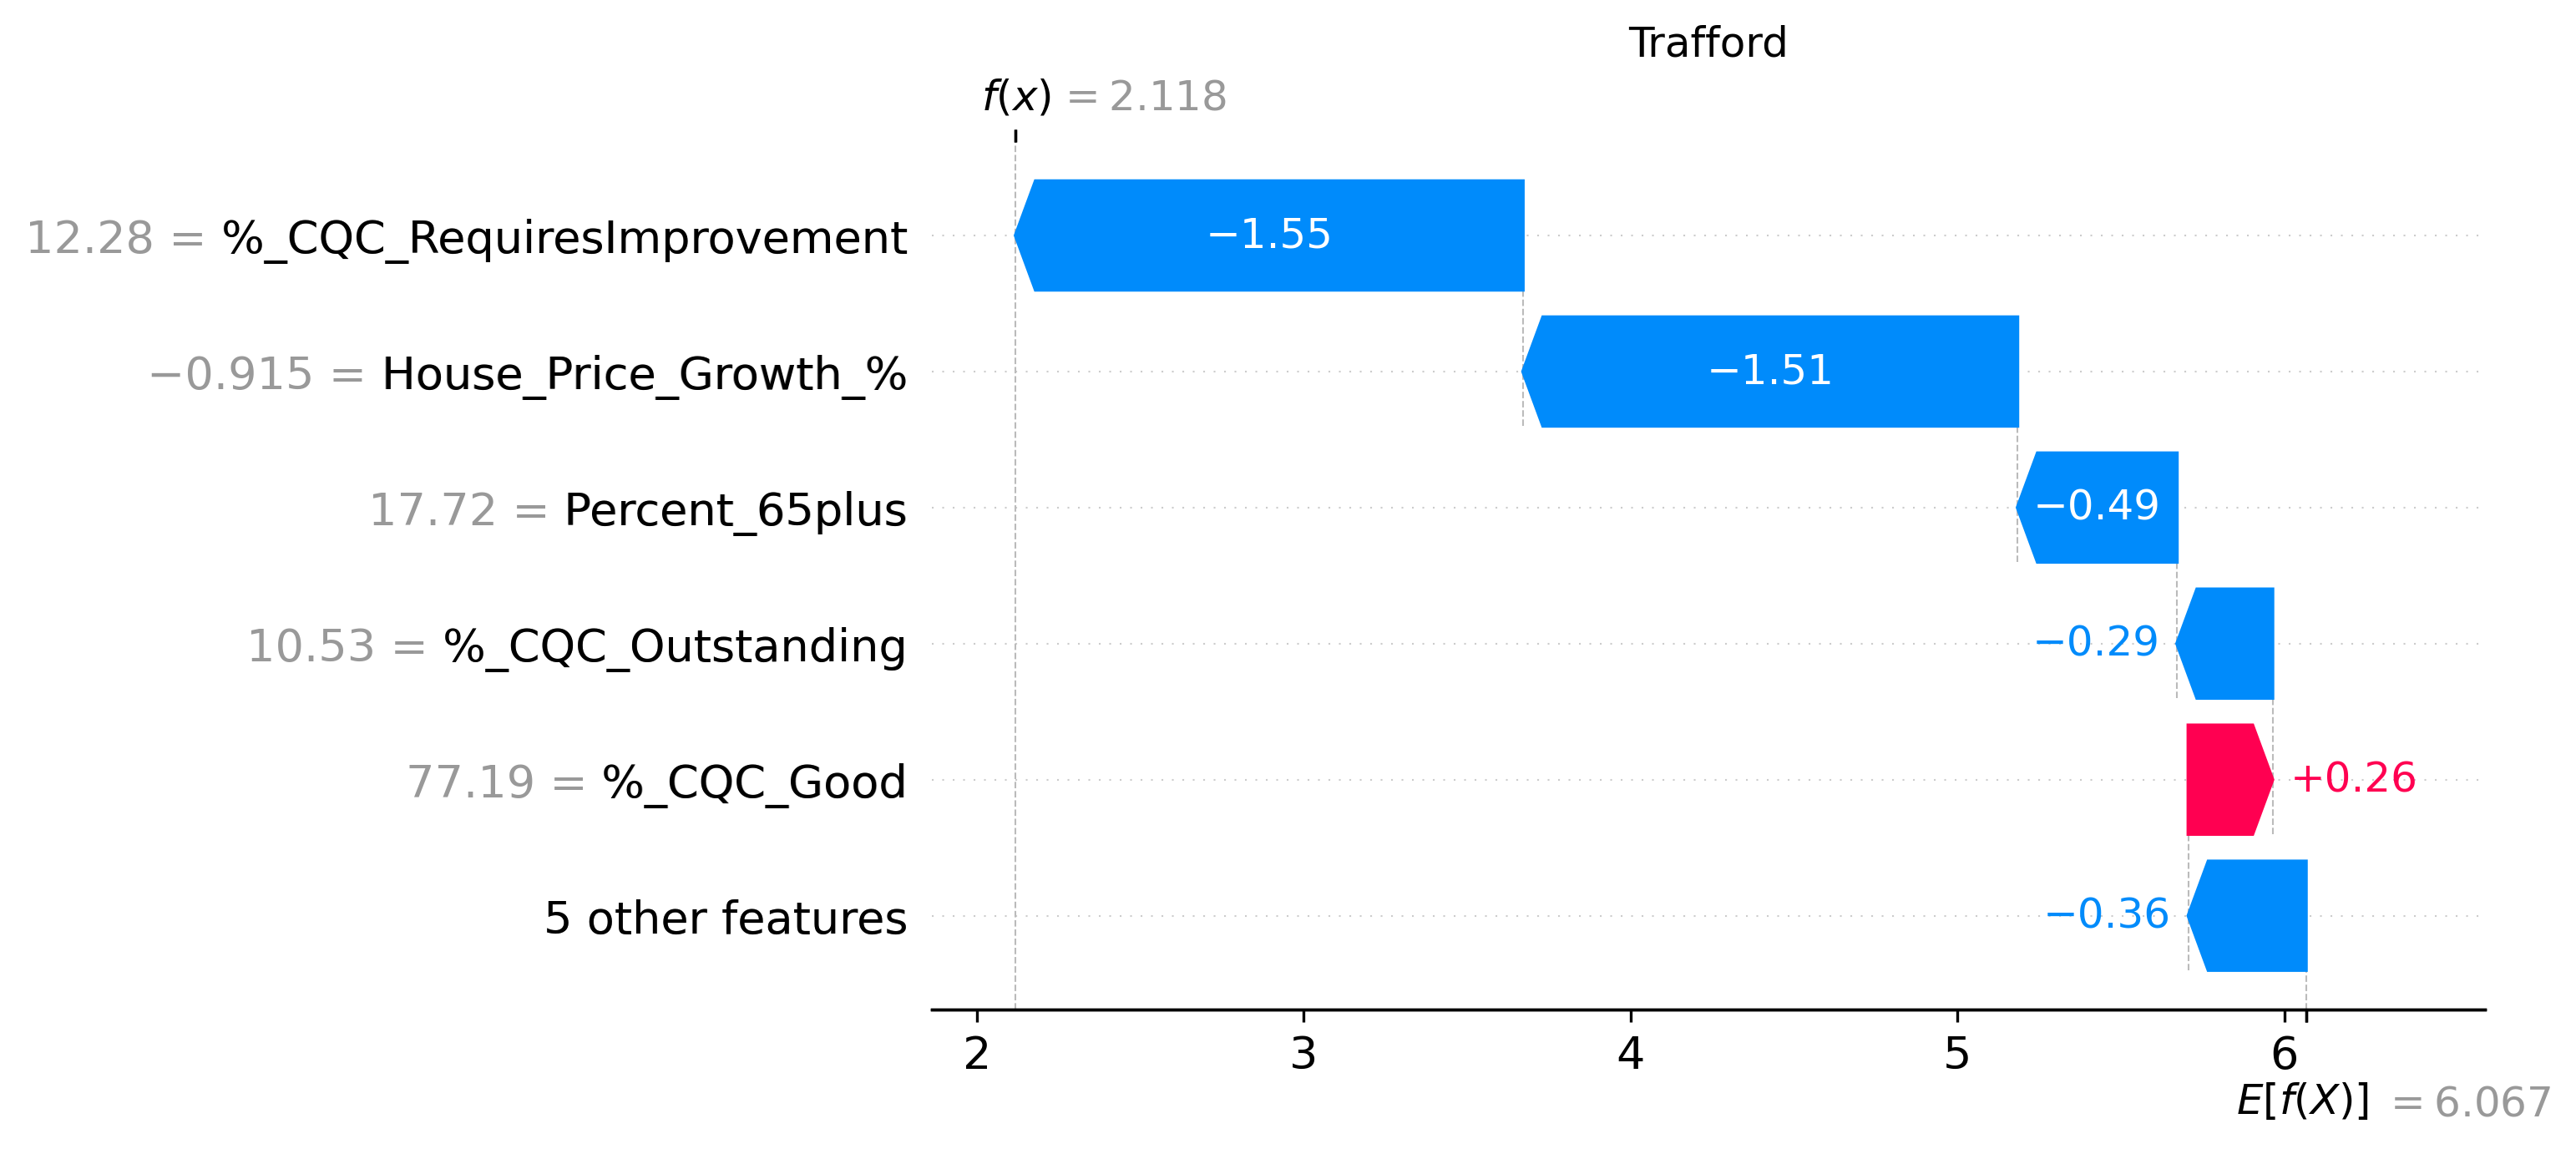 Trafford
f(x) = 2.118
12.28 = %_CQC_RequiresImprovement
−1.55
−0.915 = House_Price_Growth_%
−1.51
17.72 = Percent_65plus
−0.49
10.53 = %_CQC_Outstanding
−0.29
77.19 = %_CQC_Good
+0.26
5 other features
−0.36
2 3 4 5 6
E[f(X)] = 6.067